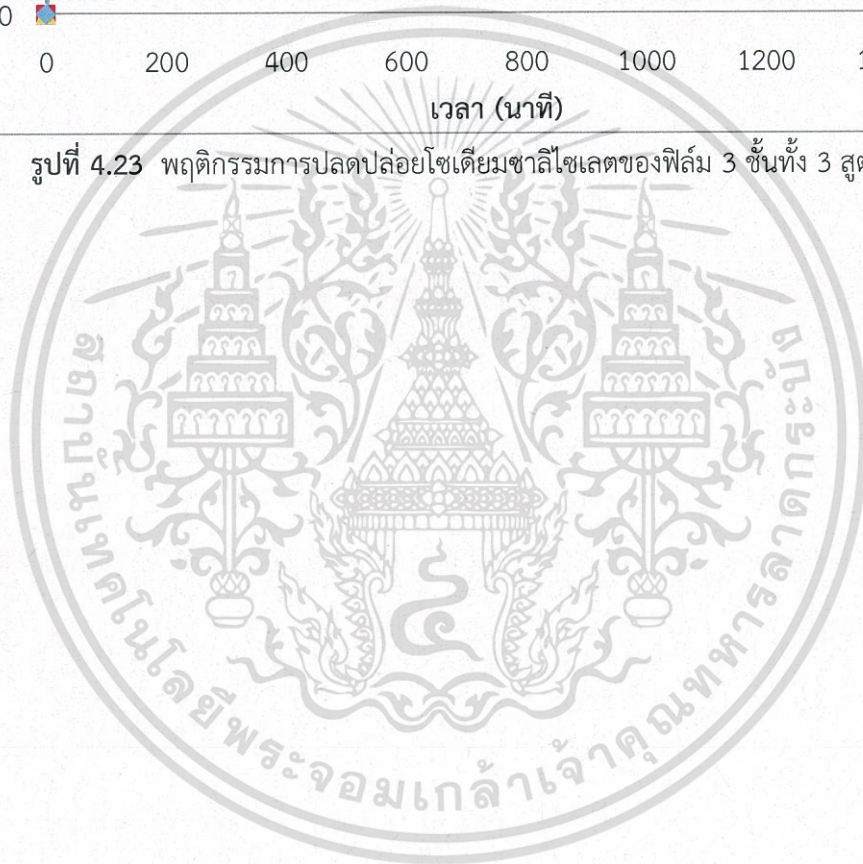 0
0 200 400 600 800 1000 1200
เวลา (นาที)
รูปที่ 4.23 พฤติกรรมการปลดปล่อยโซเดียมซาลิไซเลตของฟิล์ม 3 ชั้นทั้ง 3
สถาบันเทคโนโลยีพระจอมเกล้าเจ้าคุณทหารลาดกระบัง